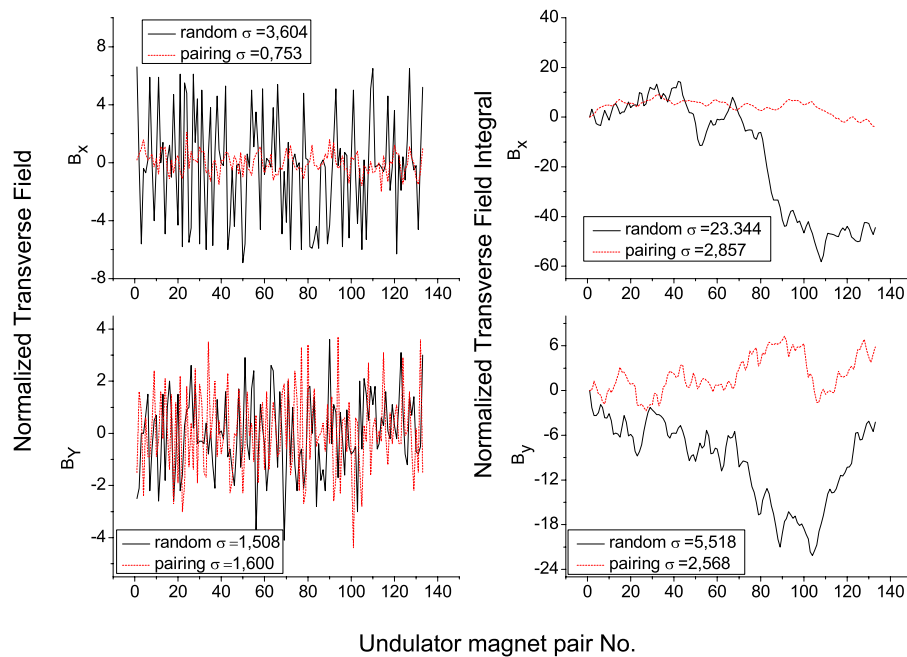 Normalized Transverse Field
B_X
10
5
0
-4
-8
random σ =3,604
pairing σ =0,753
0 20 40 60 80 100 120 140
Normalized Transverse Field Integral
B_x
40
20
0
-20
-40
-60
random σ =23.344
pairing σ =2,857
0 20 40 60 80 100 120 140
B_Y
4
2
0
-2
-4
random σ =1,508
pairing σ =1,600
0 20 40 60 80 100 120 140
B_y
6
0
-6
-12
-18
-24
random σ =5,518
pairing σ =2,568
0 20 40 60 80 100 120 140
Undulator magnet pair No.